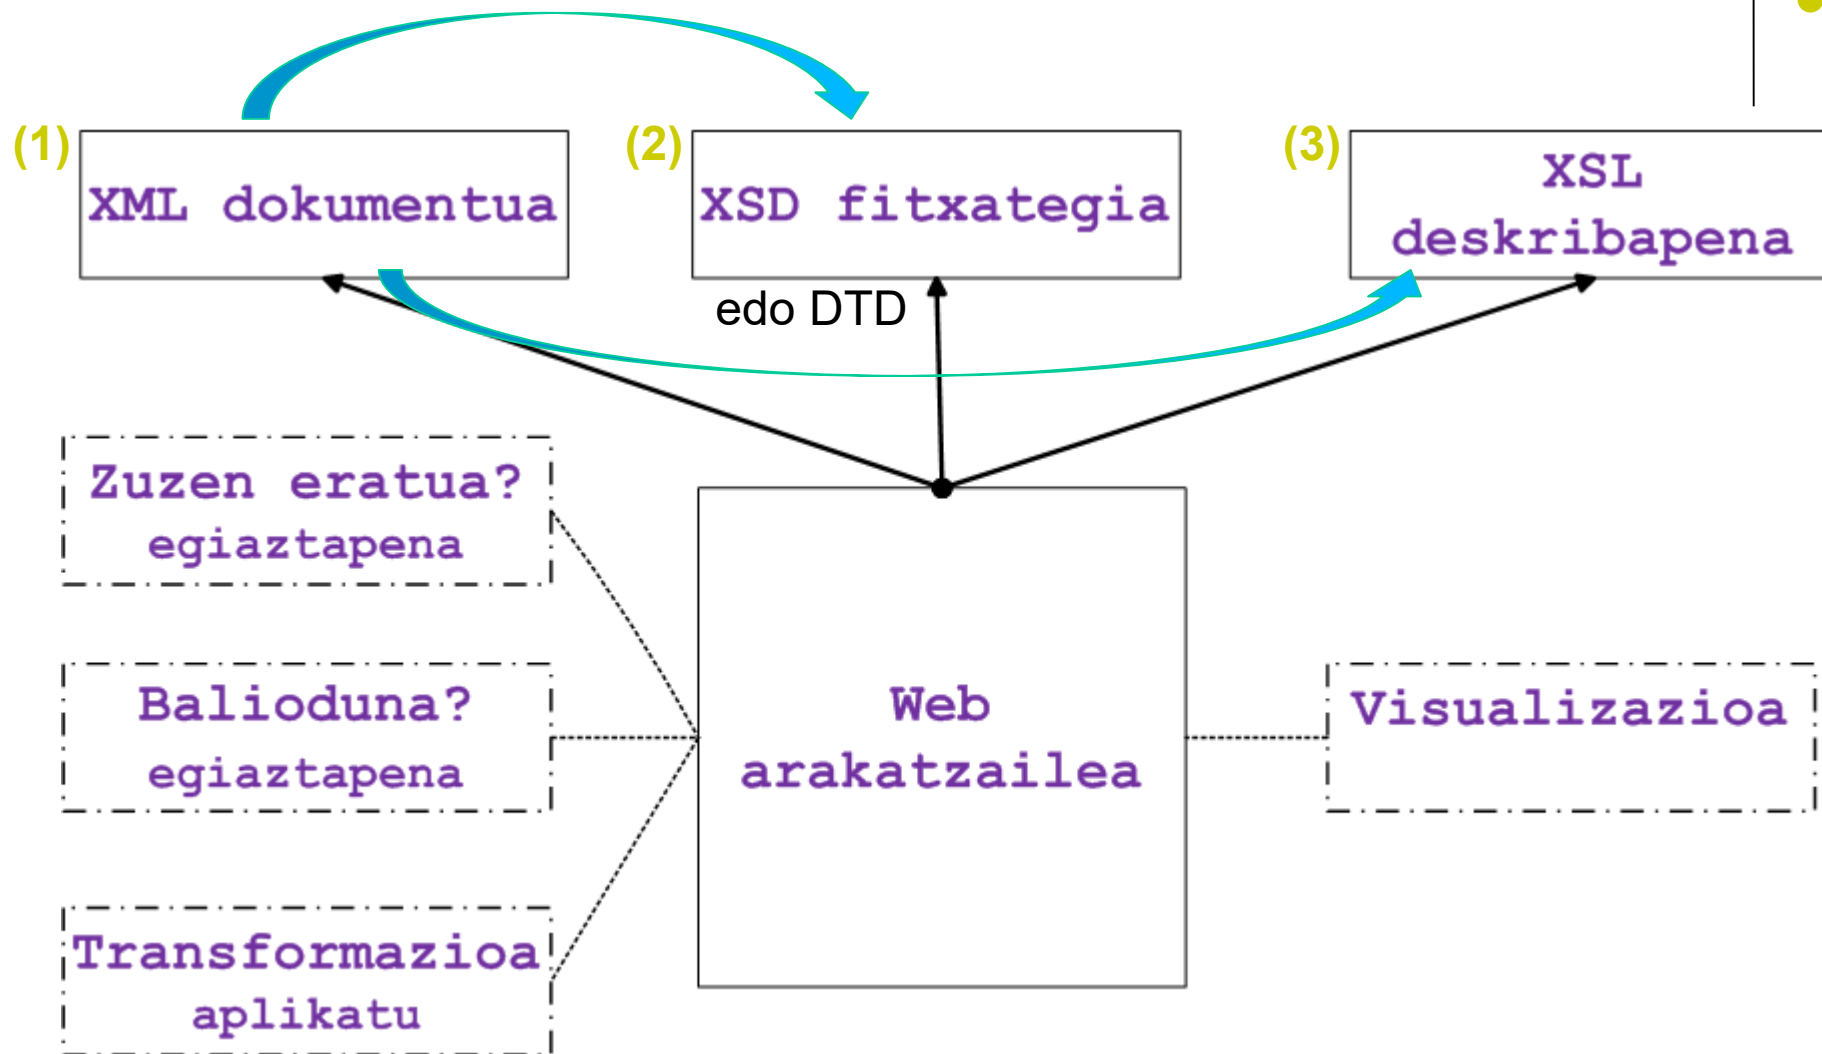 (1)
XML dokumentua
(2)
XSD fitxategia
edo DTD
(3)
XSL
deskribapena
Zuzen eratua?
egiaztapena
Balioduna?
egiaztapena
Transformazioa
aplikatu
Web
arakatzailea
Visualizazioa